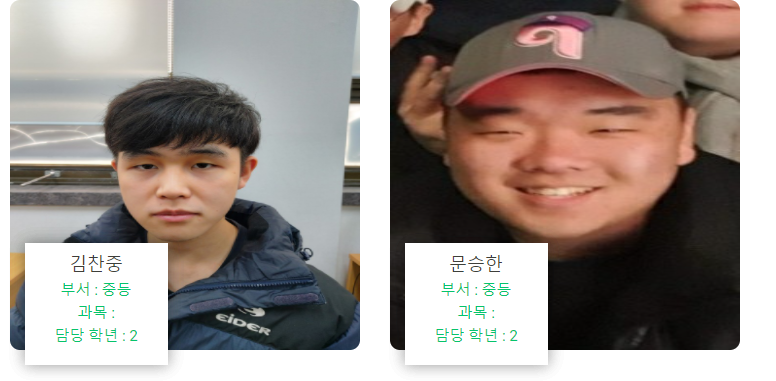 EiDER
김찬중
부서 : 중등
과목 :
담당 학년 : 2
문승한
부서 : 중등
과목 :
담당 학년 : 2